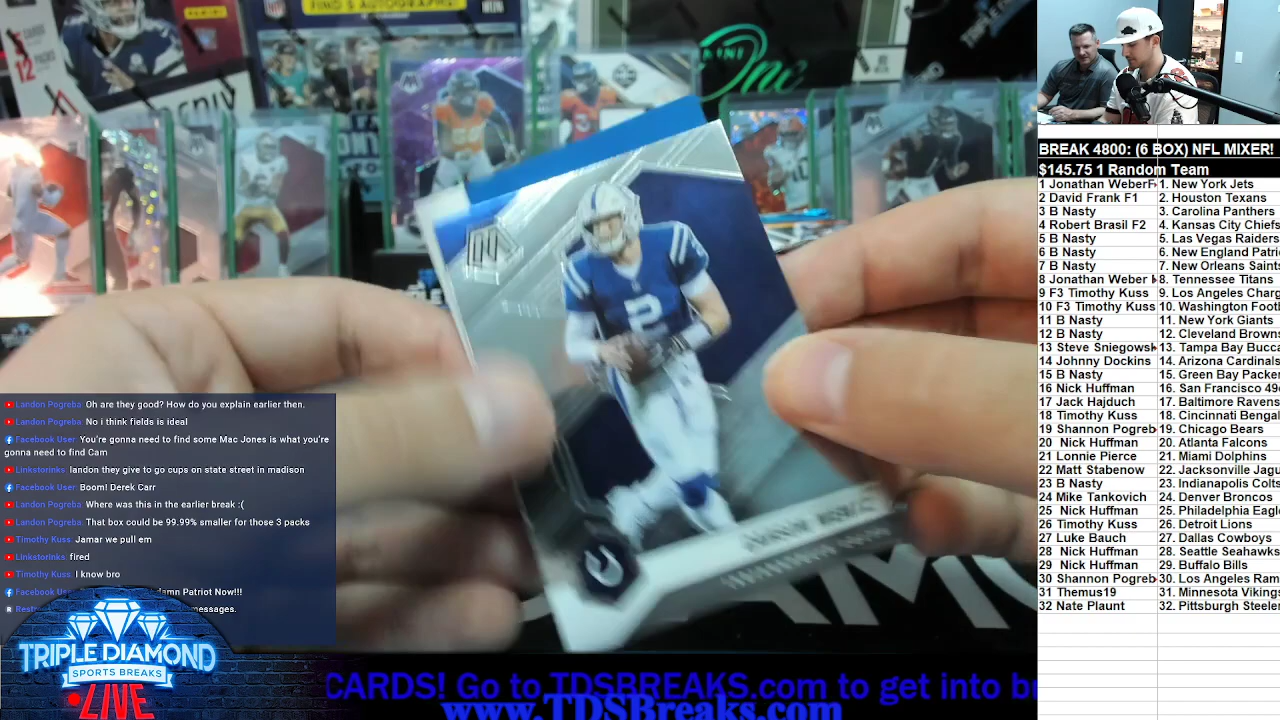 FIND 5 AUTOGRAPHS
12
One
2
BREAK 4800: (6 BOX) NFL MIXER!
$145.75 1 Random Team
1 Jonathan WeberF 1. New York Jets
2 David Frank F1 2. Houston Texans
3 B Nasty 3. Carolina Panthers
4 Robert Brasil F2 4. Kansas City Chiefs
5 B Nasty 5. Las Vegas Raiders
6 B Nasty 6. New England Patri
7 B Nasty 7. New Orleans Saints
8 Jonathan Weber 8. Tennessee Titans
9 F3 Timothy Kuss 9. Los Angeles Charg
10 F3 Timothy Kuss 10. Washington Foot
11 B Nasty 11. New York Giants
12 B Nasty 12. Cleveland Browns
13 Steve Sniegowsk 13. Tampa Bay Bucca
14 Johnny Dockins 14. Arizona Cardinals
15 B Nasty 15. Green Bay Packer
16 Nick Huffman 16. San Francisco 49
17 Jack Hajduch 17. Baltimore Ravens
18 Timothy Kuss 18. Cincinnati Benga
19 Shannon Pogreb 19. Chicago Bears
20 Nick Huffman 20. Atlanta Falcons
21 Lonnie Pierce 21. Miami Dolphins
22 Matt Stabenow 22. Jacksonville Jagu
23 B Nasty 23. Indianapolis Colts
24 Mike Tankovich 24. Denver Broncos
25 Nick Huffman 25. Philadelphia Eagl
26 Timothy Kuss 26. Detroit Lions
27 Luke Bauch 27. Dallas Cowboys
28 Nick Huffman 28. Seattle Seahawks
29 Nick Huffman 29. Buffalo Bills
30 Shannon Pogreb 30. Los Angeles Ram
31 Themus19 31. Minnesota Vikings
32 Nate Plaunt 32. Pittsburgh Steele
Landon Pogreba: Oh are they good? How do you explain earlier then.
Landon Pogreba: No i think fields is ideal
Facebook User: You're gonna need to find some Mac Jones is what you're
gonna need to find Cam
Linkstorinks: landon they give to go cups on state street in madison
Facebook User: Boom! Derek Carr
Landon Pogreba: Where was this in the earlier break :(
Landon Pogreba: That box could be 99.99% smaller for those 3 packs
Timothy Kuss: Jamar we pull em
Linkstorinks: fired
Timothy Kuss: I know bro
Facebook Us damn Patriot Now!!!
Rest messages.
TRIPLE DIAMOND
SPORTS BREAKS
LIVE
CARDS! Go to TDSBREAKS.com to get into br
www.TDSBreaks.com